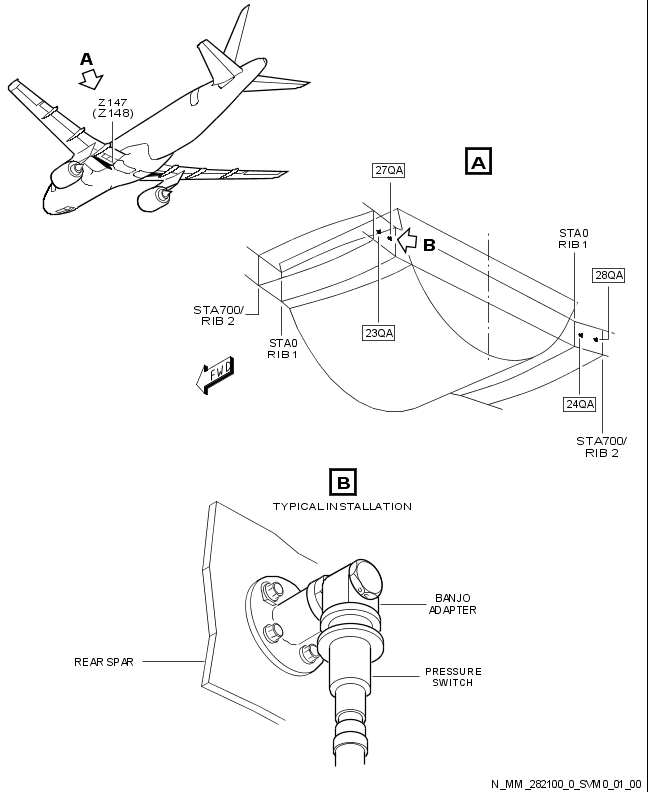 A
Z147
(Z148)
A
27QA
B
STA0
RIB 1
28QA
STA700/
RIB 2
STA0
RIB 1
23QA
FWD
24QA
STA700/
RIB 2
B
TYPICAL INSTALLATION
BANJO
ADAPTER
REAR SPAR
PRESSURE
SWITCH
N_MM_282100_0_SVM0_01_00